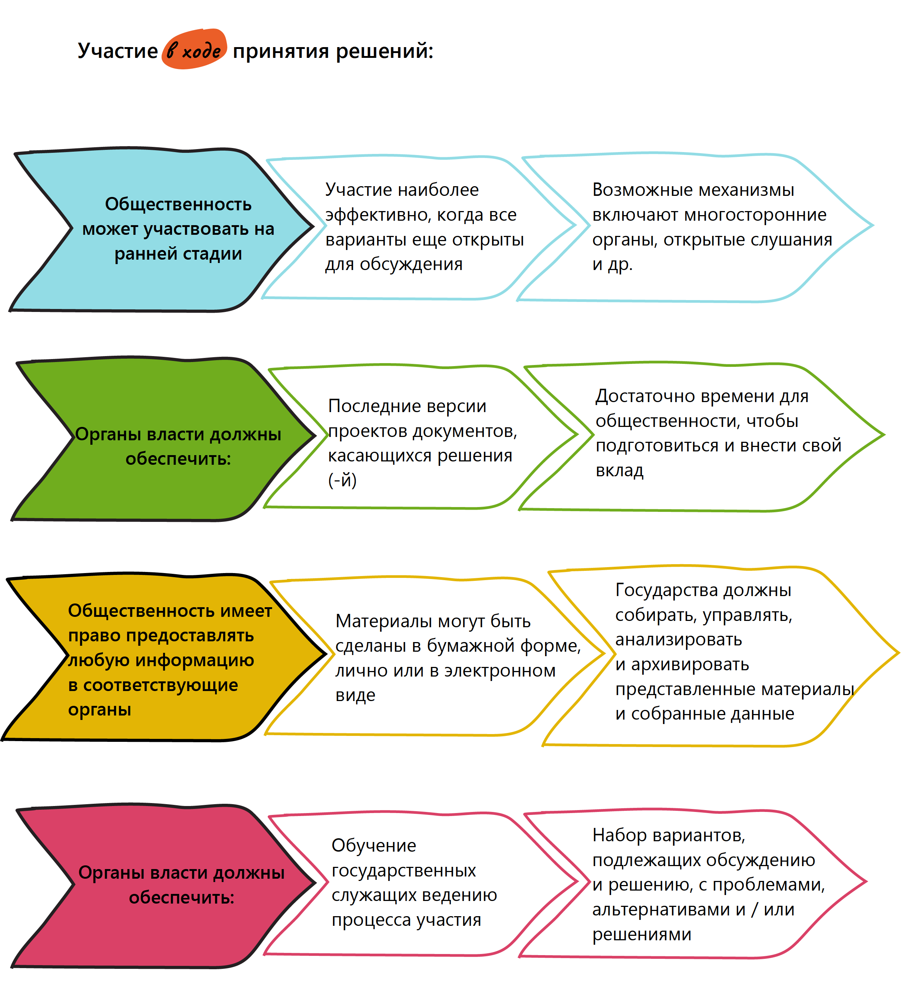 Участие в ходе принятия решений:
Общественность
может участвовать на
ранней стадии
Участие наиболее
эффективно, когда все
варианты еще открыты
для обсуждения
Возможные механизмы
включают многосторонние
органы, открытые слушания
и др.
Органы власти должны
обеспечить:
Последние версии
проектов документов,
касающихся решения
(-й)
Достаточно времени для
общественности, чтобы
подготовиться и внести свой
вклад
Общественность имеет
право предоставлять
любую информацию
в соответствующие
органы
Материалы могут быть
сделаны в бумажной форме,
лично или в электронном
виде
Государства должны
собирать, управлять,
анализировать
и архивировать
представленные материалы
и собранные данные
Органы власти должны
обеспечить:
Обучение
государственных
служащих ведению
процесса участия
Набор вариантов,
подлежащих обсуждению
и решению, с проблемами,
альтернативами и / или
решениями